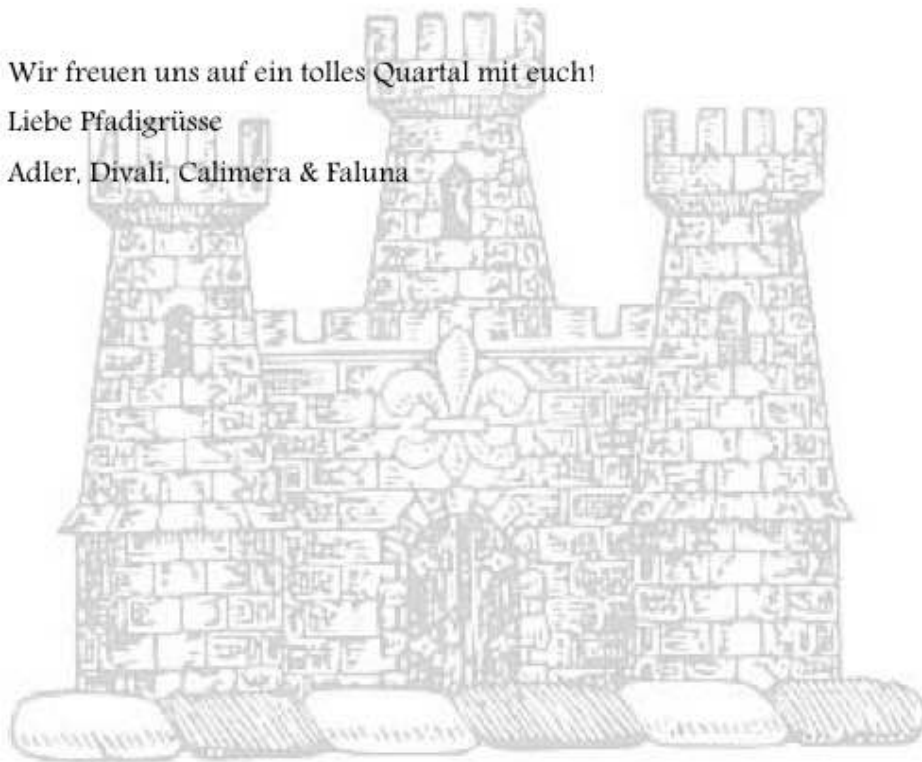 Wir freuen uns auf ein tolles Quartal mit euch!
Liebe Pfadigrüsse
Adler, Divali, Calimera & Faluna